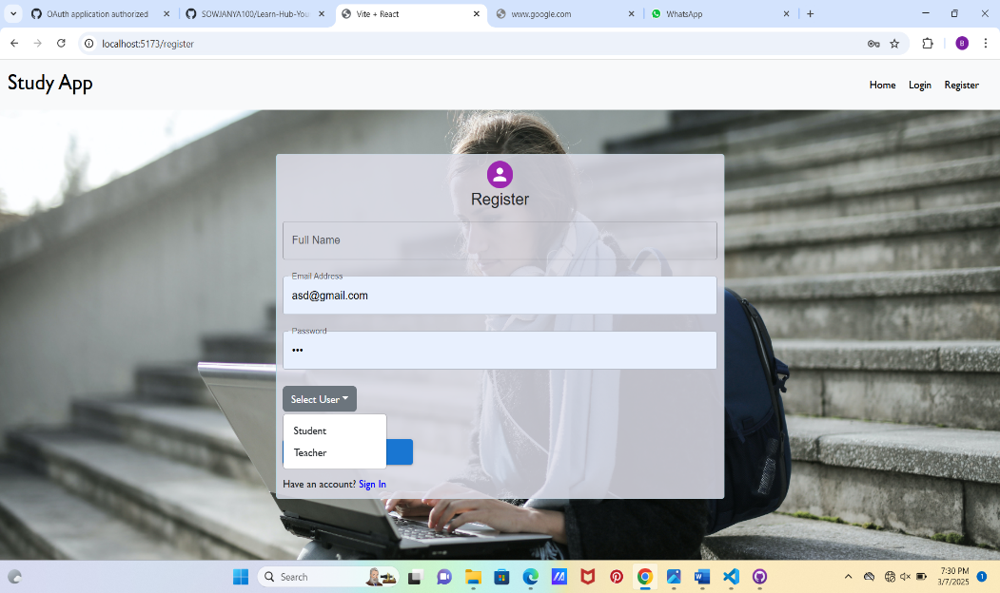 OAuth application authorized
SOWJANYA100/Learn-Hub-You
Vite + React
www.google.com
WhatsApp
localhost:5173/register
B
Study App
Home Login Register
Register
Full Name
Email Address
asd@gmail.com
Password
•••
Select User
Student
Teacher
Have an account? Sign In
Search
7:30 PM
3/7/2025
1